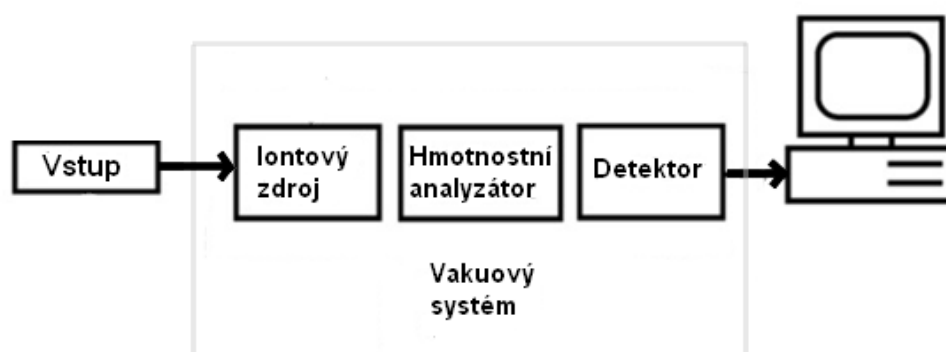 Vstup
Iontový
zdroj
Hmotnostní
analyzátor
Detektor
Vakuový
systém